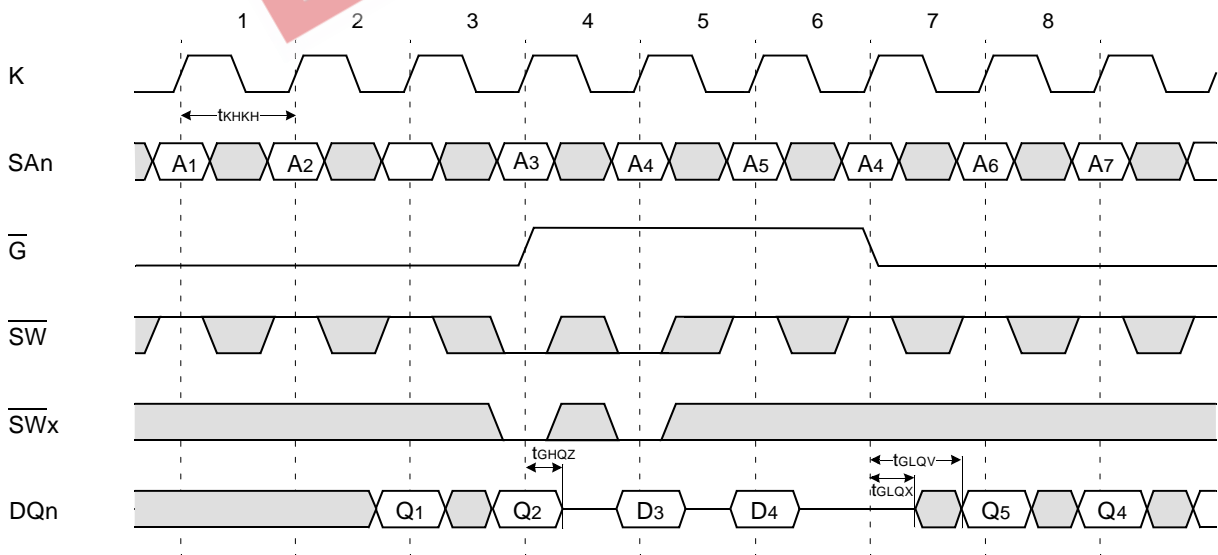 1 2 3 4 5 6 7 8
K
tKHKH
SAn A1 A2 A3 A4 A5 A4 A6 A7
G
SW
SWx
tGHQZ tGLQV
tGLQX
DQn Q1 Q2 D3 D4 Q5 Q4